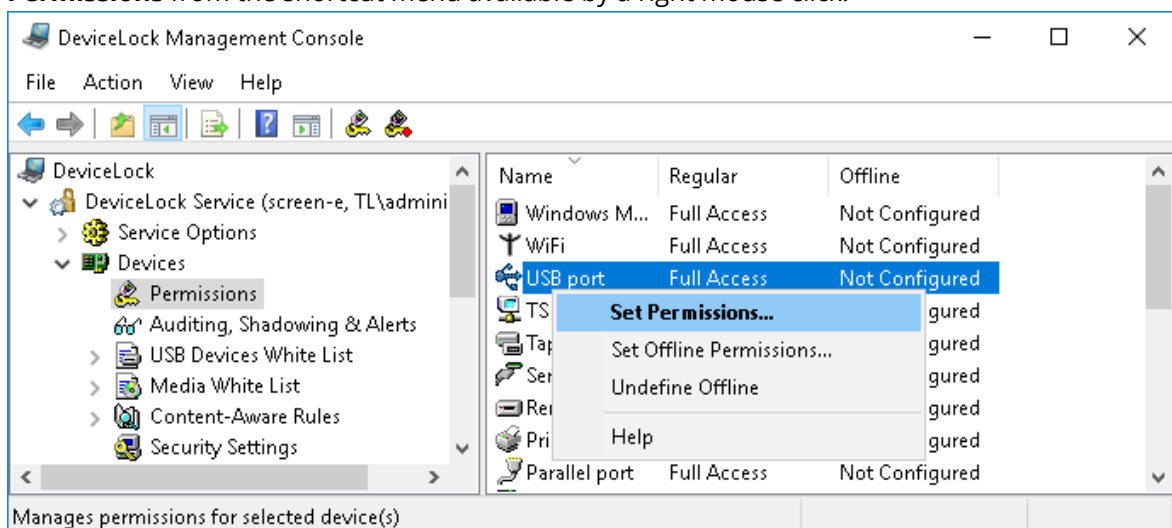 Permissions from the shortcut menu available by a right mouse click.
DeviceLock Management Console
File Action View Help
DeviceLock
DeviceLock Service (screen-e, TL\admini
Service Options
Devices
Permissions
Auditing, Shadowing & Alerts
USB Devices White List
Media White List
Content-Aware Rules
Security Settings
Name Regular Offline
Windows M... Full Access Not Configured
WiFi Full Access Not Configured
USB port Full Access Not Configured
TS gured
Tap gured
Ser gured
Rei gured
Pri gured
Parallel port Full Access Not Configured
Set Permissions...
Set Offline Permissions...
Undefine Offline
Help
Manages permissions for selected device(s)